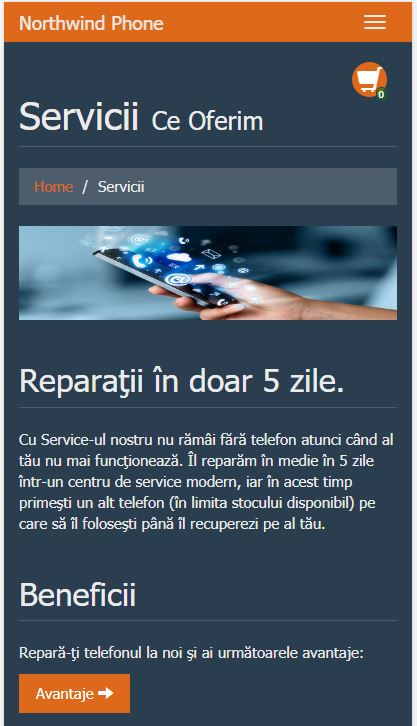 Northwind Phone
0
Servicii Ce Oferim
Home / Servicii
Reparaţii în doar 5 zile.
Cu Service-ul nostru nu rămâi fără telefon atunci când al
tău nu mai funcţionează. Îl reparăm în medie în 5 zile
într-un centru de service modern, iar în acest timp
primeşti un alt telefon (în limita stocului disponibil) pe
care să îl foloseşti până îl recuperezi pe al tău.
Beneficii
Repară-ţi telefonul la noi şi ai următoarele avantaje:
Avantaje